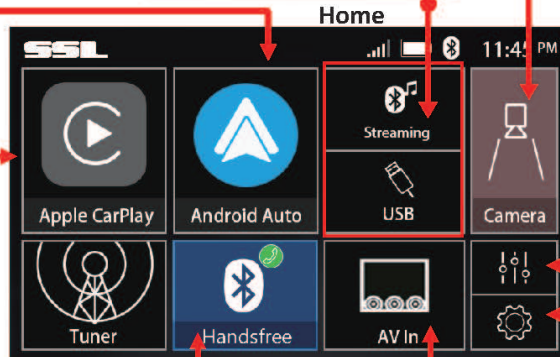 Home
SSL
11:45 PM
Streaming
Apple CarPlay
Android Auto
USB
Camera
Tuner
Handsfree
AV In